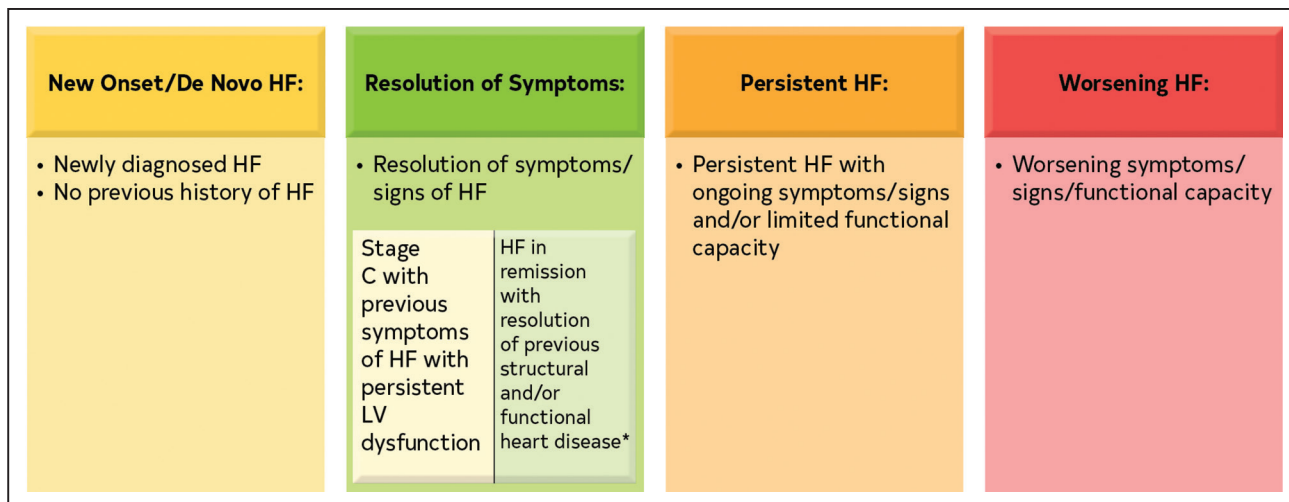 New Onset/De Novo HF:
• Newly diagnosed HF
• No previous history of HF
Resolution of Symptoms:
• Resolution of symptoms/
signs of HF
Stage
C with
previous
symptoms
of HF with
persistent
LV
dysfunction
HF in
remission
with
resolution
of previous
structural
and/or
functional
heart disease*
Persistent HF:
• Persistent HF with
ongoing symptoms/signs
and/or limited functional
capacity
Worsening HF:
• Worsening symptoms/
signs/functional capacity